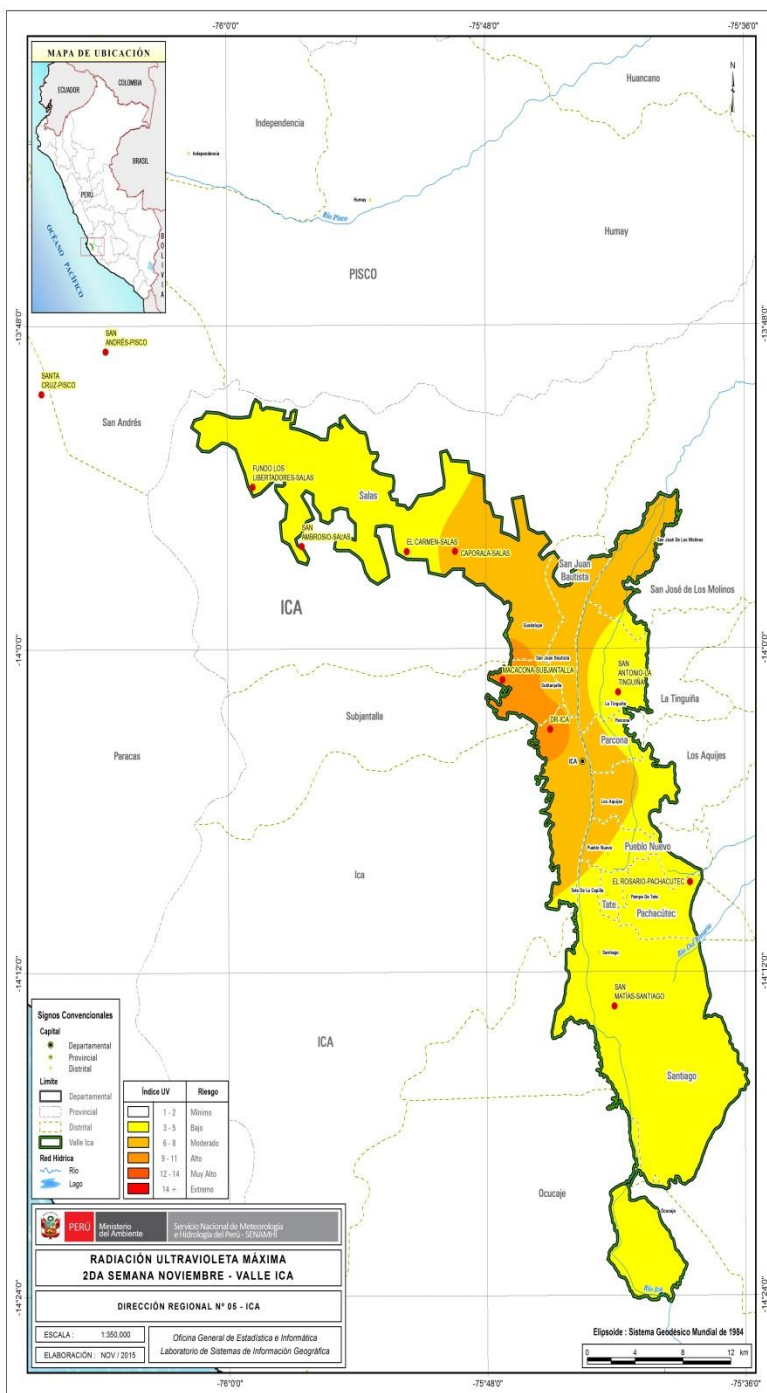 -76°0'0"
-75°48'0"
-75°36'0"
MAPA DE UBICACIÓN
ECUADOR
COLOMBIA
BRASIL
PERÚ
OCÉANO PACÍFICO
BOLIVIA
N
Huancano
Independencia
Independencia
Humay
Río Pisco
Humay
PISCO
-13°48'0"
-13°48'0"
SAN
ANDRÉS-PISCO
SANTA
CRUZ-PISCO
San Andrés
FUNDO LOS
LIBERTADORES-SALAS
Salas
SAN
AMBROSIO-SALAS
EL CARMEN-SALAS
CAPORALA-SALAS
San José De Los Molinos
San Juan
Bautista
San José de Los Molinos
ICA
Guadalupe
-14°0'0"
-14°0'0"
San Juan Bautista
MACACONA-SUBJANTALLA
Subtanjalla
SAN
ANTONIO-LA
TINGUIÑA
La Tinguiña
La Tinguiña
Subjantalla
Parcona
DR-ICA
Parcona
Paracas
Los Aquijes
ICA
Los Aquijes
Pueblo Nuevo
Pueblo Nuevo
Ica
EL ROSARIO-PACHACUTEC
Tate De La Capilla
Pampa De Tate
Tate
Pachacútec
Río Del Rosario
Santiago
-14°12'0"
-14°12'0"
SAN
MATÍAS-SANTIAGO
ICA
Santiago
Ocucaje
Ocucaje
Río Ica
-14°24'0"
-14°24'0"
Signos Convencionales
Capital
Departamental
Provincial
Distrital
Límite
Departamental
Provincial
Distrital
Valle Ica
Red Hídrica
Río
Lago
Índice UV Riesgo
1 - 2 Mínimo
3 - 5 Bajo
6 - 8 Moderado
9 - 11 Alto
12 - 14 Muy Alto
14 + Extremo
PERÚ
Ministerio
del Ambiente
Servicio Nacional de Meteorología
e Hidrología del Perú - SENAMHI
RADIACIÓN ULTRAVIOLETA MÁXIMA
2DA SEMANA NOVIEMBRE - VALLE ICA
DIRECCIÓN REGIONAL Nº 05 - ICA
ESCALA : 1:350,000
ELABORACIÓN : NOV / 2015
Oficina General de Estadística e Informática
Laboratorio de Sistemas de Información Geográfica
Elipsoide : Sistema Geodésico Mundial de 1984
0 4 8 12
km
-76°0'0"
-75°48'0"
-75°36'0"